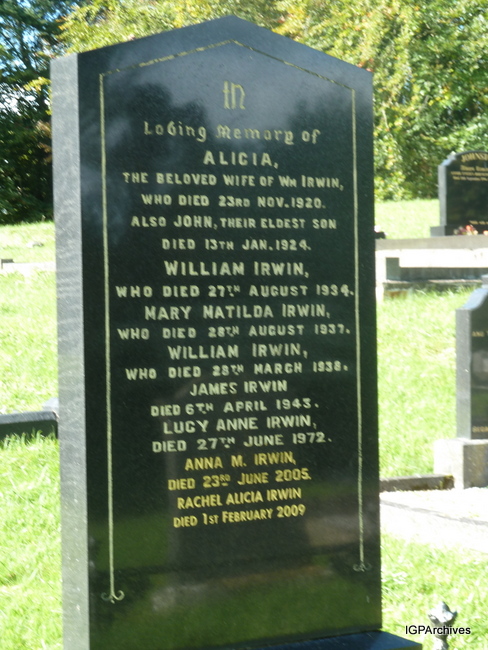 In
Loving Memory of
ALICIA,
THE BELOVED WIFE OF WM IRWIN,
WHO DIED 23RD NOV. 1920.
ALSO JOHN, THEIR ELDEST SON
DIED 13TH JAN. 1924.
WILLIAM IRWIN,
WHO DIED 27TH AUGUST 1934.
MARY MATILDA IRWIN,
WHO DIED 28TH AUGUST 1937.
WILLIAM IRWIN,
WHO DIED 29TH MARCH 1938.
JAMES IRWIN
DIED 6TH APRIL 1943.
LUCY ANNE IRWIN,
DIED 27TH JUNE 1972.
ANNA M. IRWIN,
DIED 23RD JUNE 2005.
RACHEL ALICIA IRWIN
DIED 1ST FEBRUARY 2009
IGPArchives